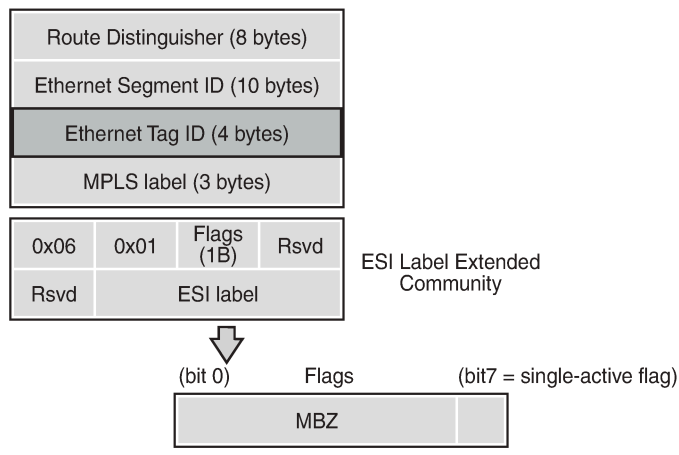 Route Distinguisher (8 bytes)
Ethernet Segment ID (10 bytes)
Ethernet Tag ID (4 bytes)
MPLS label (3 bytes)
0x06 0x01 Flags (1B) Rsvd
Rsvd ESI label
ESI Label Extended
Community
(bit 0) Flags (bit7 = single-active flag)
MBZ